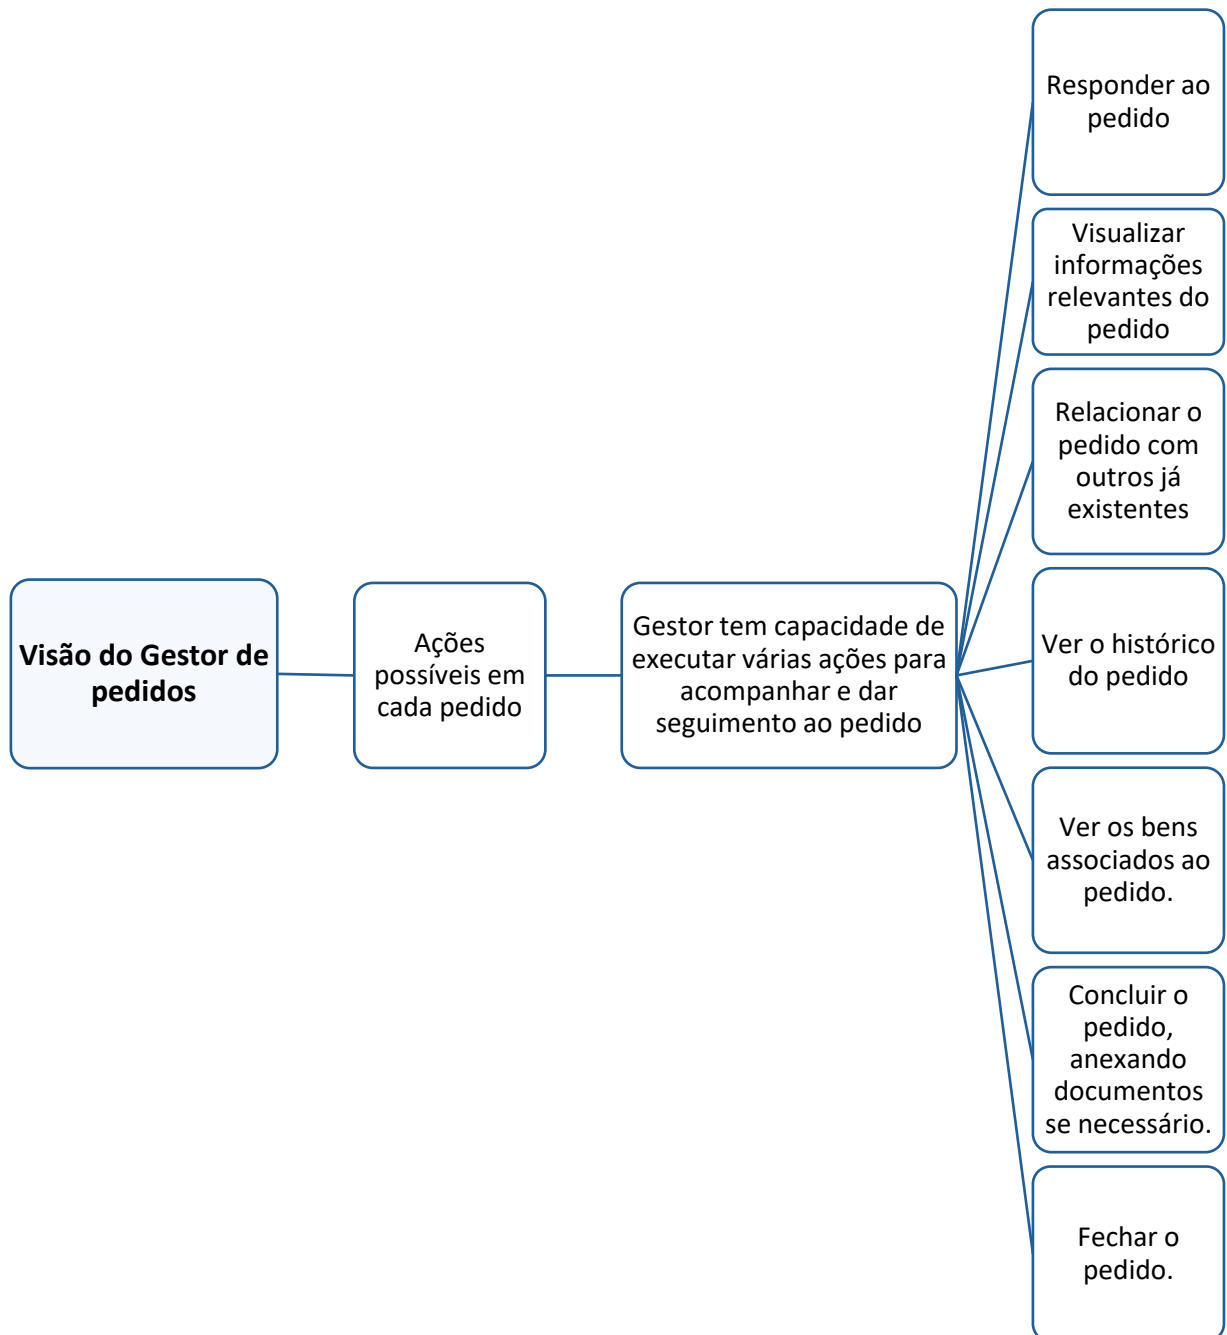 Visão do Gestor de
pedidos
Ações
possíveis em
cada pedido
Gestor tem capacidade de
executar várias ações para
acompanhar e dar
seguimento ao pedido
Responder ao
pedido
Visualizar
informações
relevantes do
pedido
Relacionar o
pedido com
outros já
existentes
Ver o histórico
do pedido
Ver os bens
associados ao
pedido.
Concluir o
pedido,
anexando
documentos
se necessário.
Fechar o
pedido.